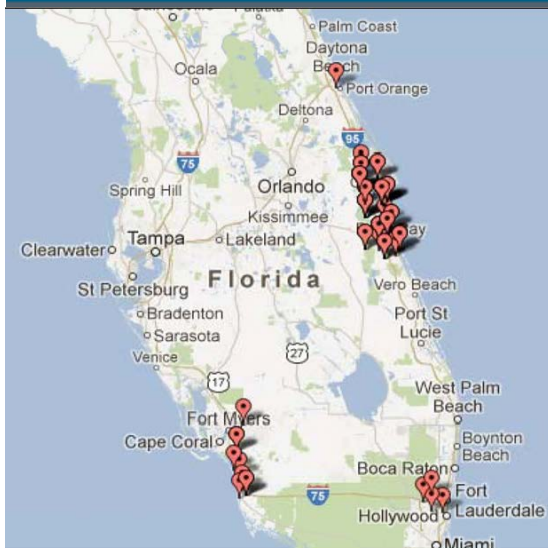 Palm Coast
Daytona
Beach
Port Orange
Ocala
Deltona
95
75
Spring Hill
Orlando
Kissimmee
Clearwater
Tampa
Lakeland
St Petersburg
Florida
Vero Beach
Bradenton
Sarasota
Port St
Lucie
Venice
27
17
West Palm
Beach
Fort Myers
Cape Coral
Boynton
Beach
Boca Raton
75
Fort
Lauderdale
Hollywood
Miami